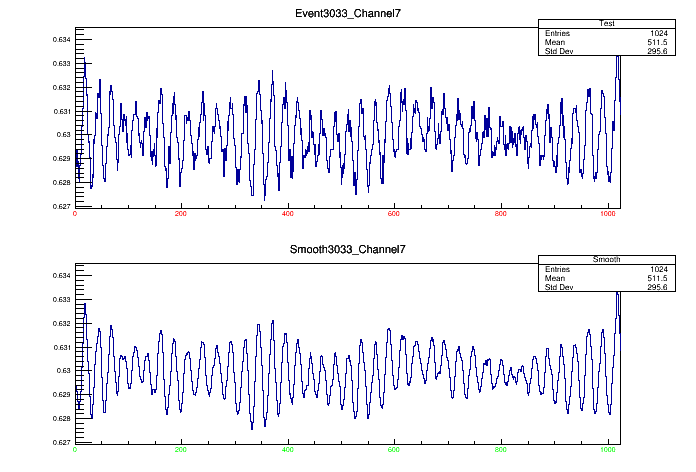 Event3033_Channel7
Test
Entries 1024
Mean 511.5
Std Dev 295.6
0.634
0.633
0.632
0.631
0.63
0.629
0.628
0.627
0 200 400 600 800 1000
Smooth3033_Channel7
Smooth
Entries 1024
Mean 511.5
Std Dev 295.6
0.634
0.633
0.632
0.631
0.63
0.629
0.628
0.627
0 200 400 600 800 1000